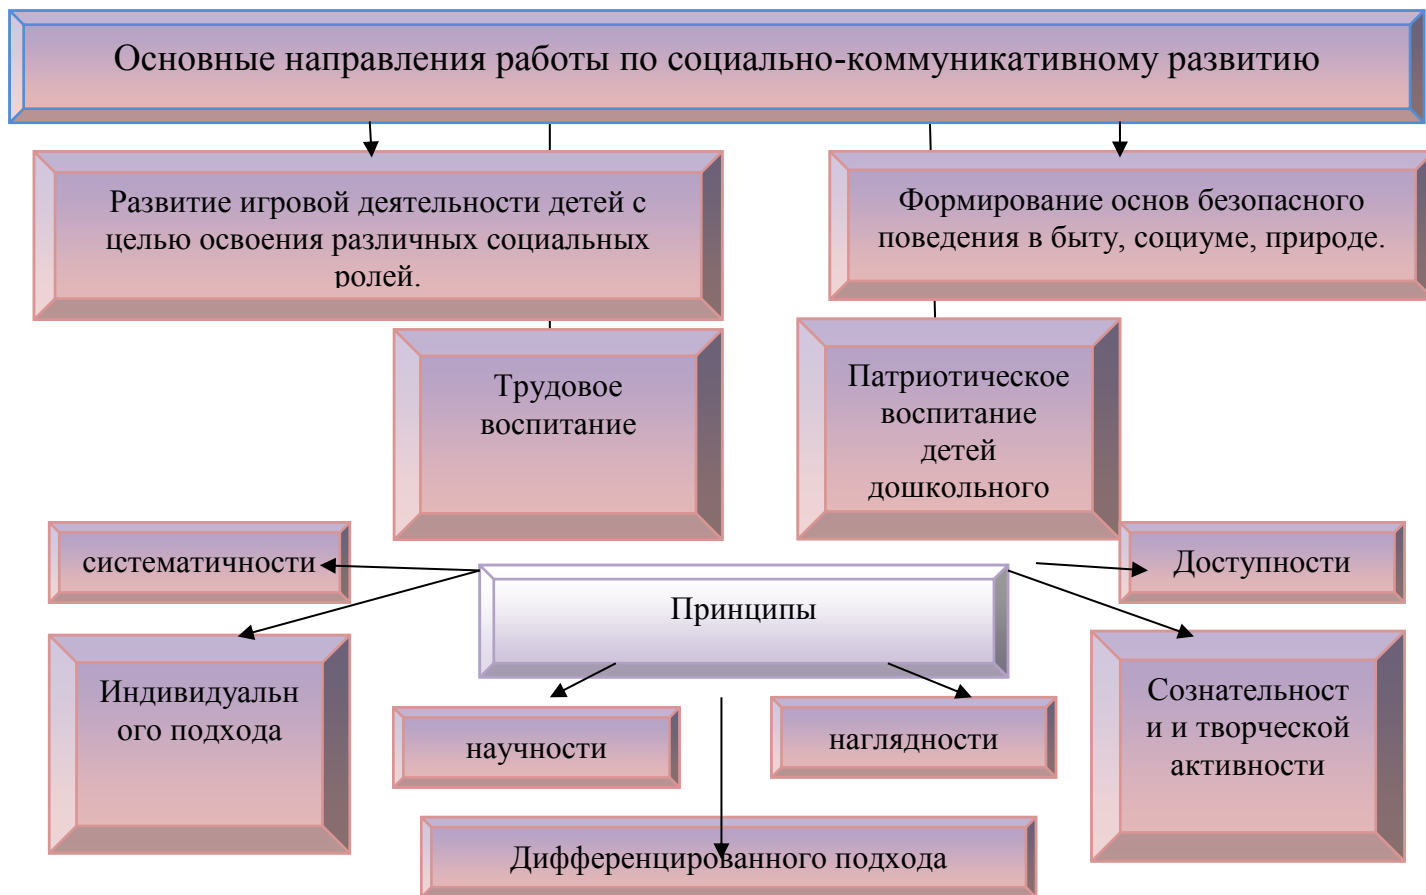 Основные направления работы по социально-коммуникативному развитию
Развитие игровой деятельности детей с
целью освоения различных социальных
ролей.
Формирование основ безопасного
поведения в быту, социуме, природе.
Трудовое
воспитание
Патриотическое
воспитание
детей
дошкольного
систематичности
Доступности
Принципы
Индивидуальн
ого подхода
научности
наглядности
Сознательност
и и творческой
активности
Дифференцированного подхода